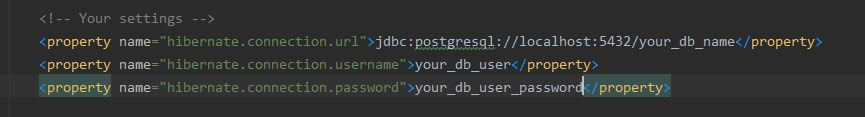 <!-- Your settings -->
<property name="hibernate.connection.url">jdbc:postgresql://localhost:5432/your_db_name</property>
<property name="hibernate.connection.username">your_db_user</property>
<property name="hibernate.connection.password">your_db_user_password</property>